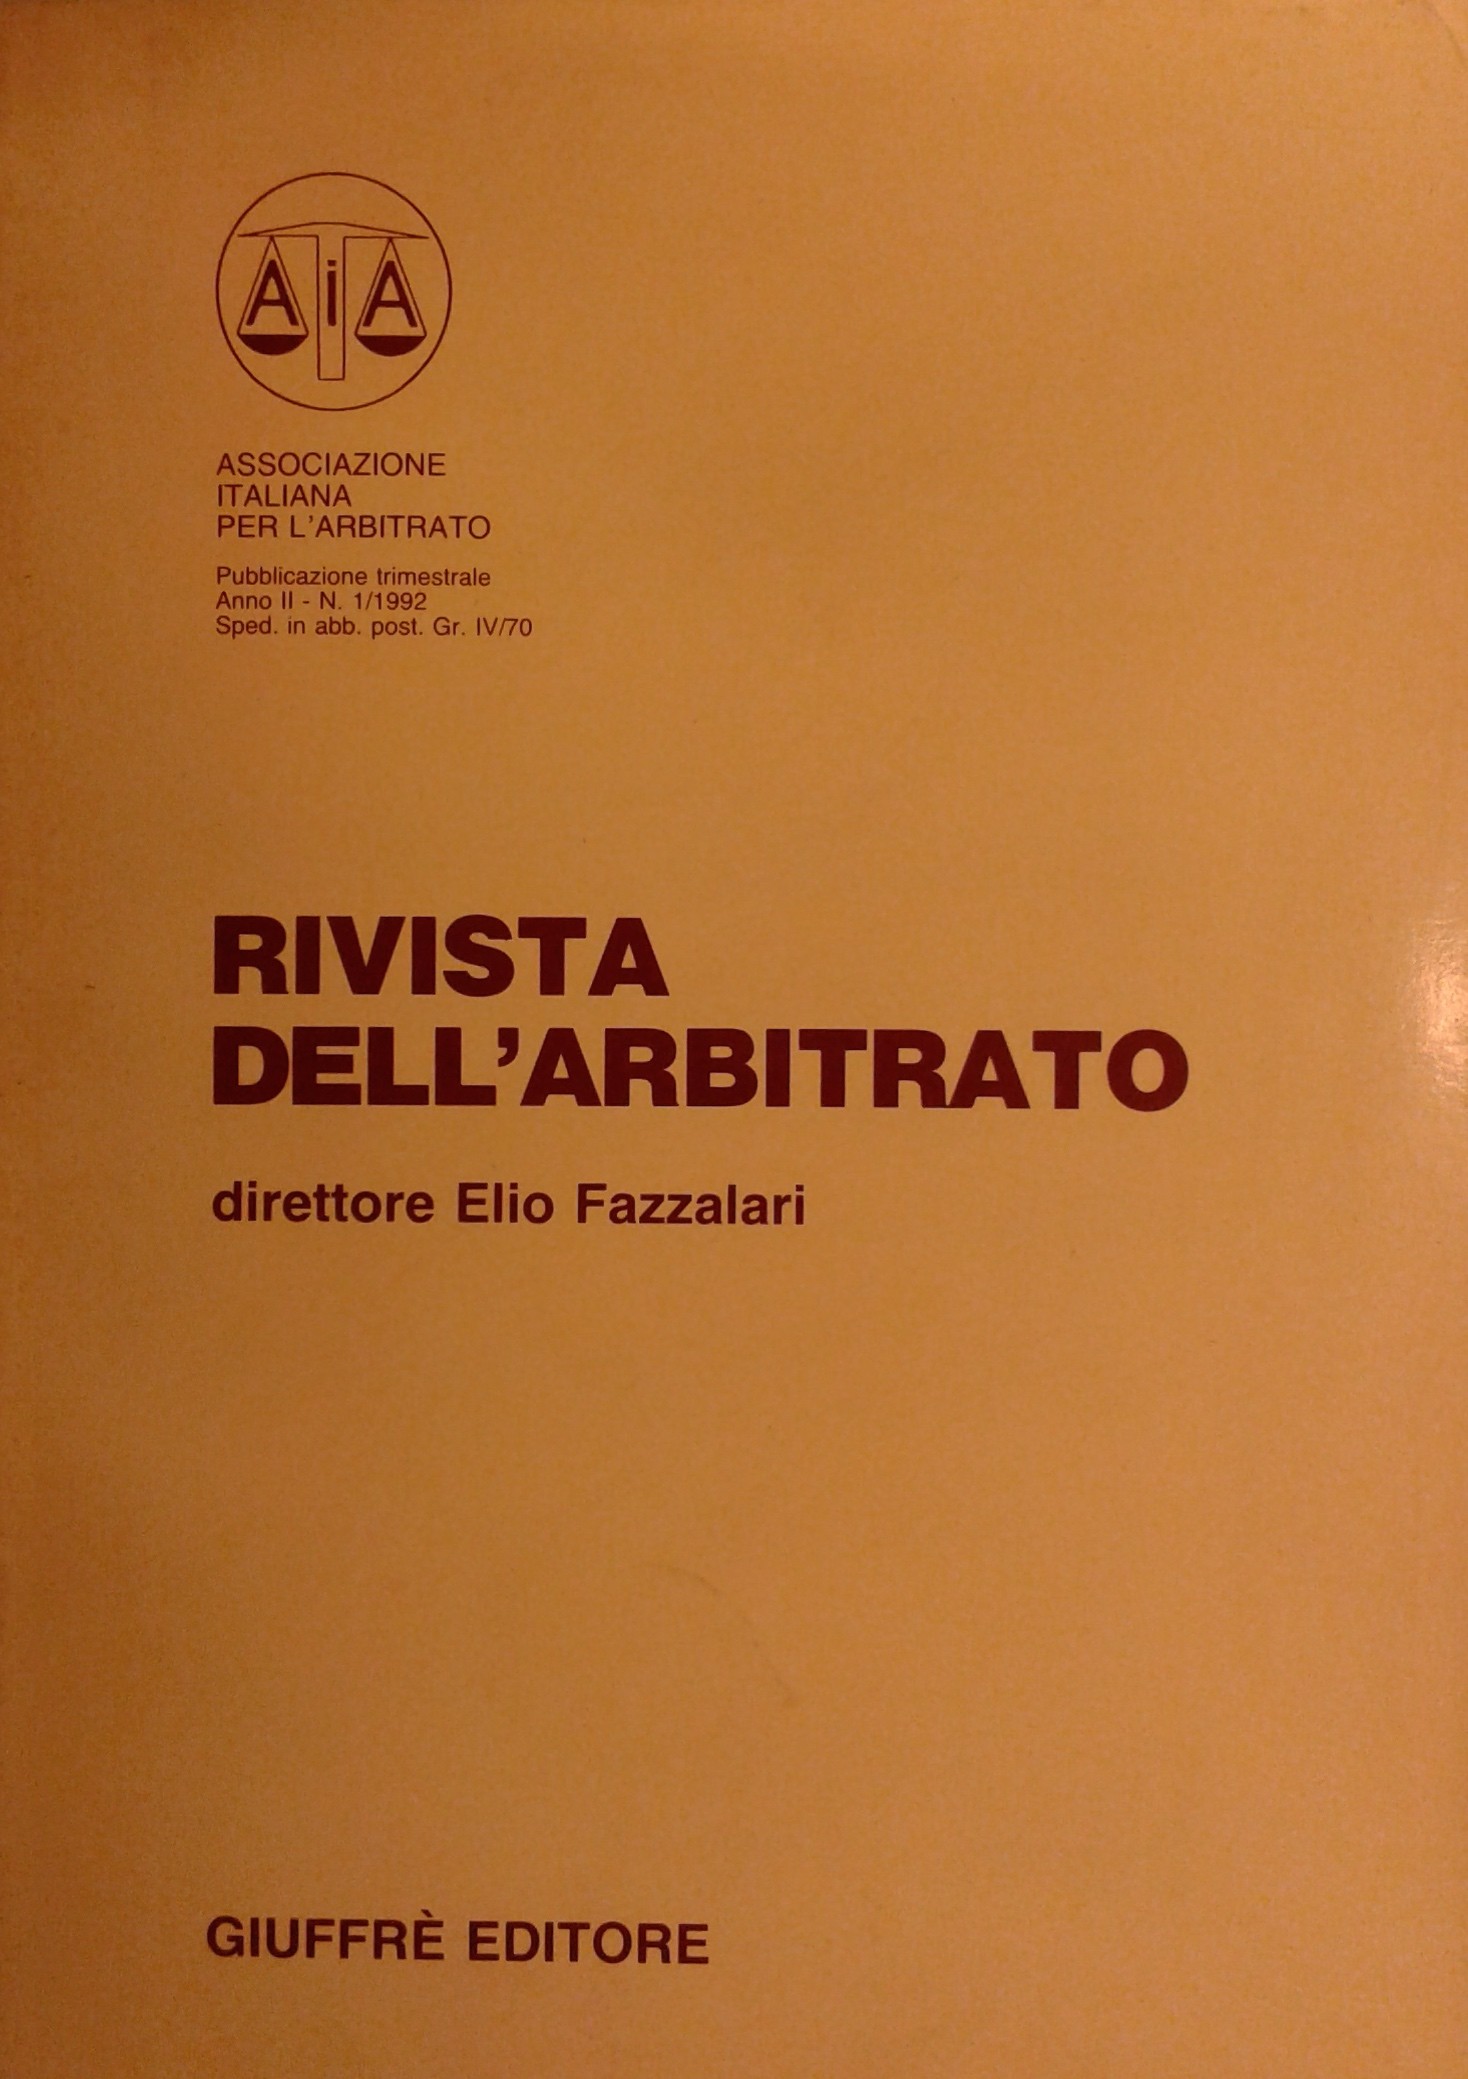 AiA
ASSOCIAZIONE
ITALIANA
PER L'ARBITRATO
Pubblicazione trimestrale
Anno II - N. 1/1992
Sped. in abb. post. Gr. IV/70
RIVISTA
DELL'ARBITRATO
direttore Elio Fazzalari
GIUFFRÈ EDITORE